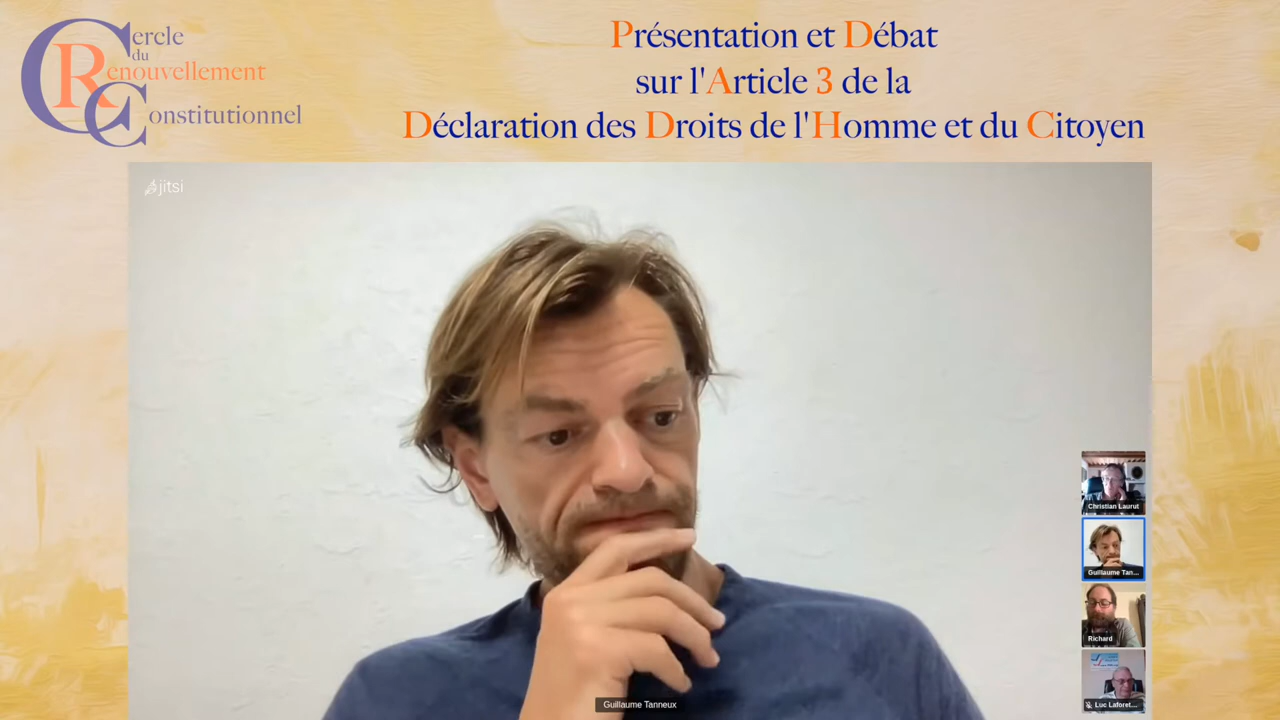 Cercle
du
Renouvellement
Constitutionnel
Présentation et Débat
sur l'Article 3 de la
Déclaration des Droits de l'Homme et du Citoyen
jitsi
Christian Laurut
Guillaume Tan...
Richard
Luc Laforet...
Guillaume Tanneux